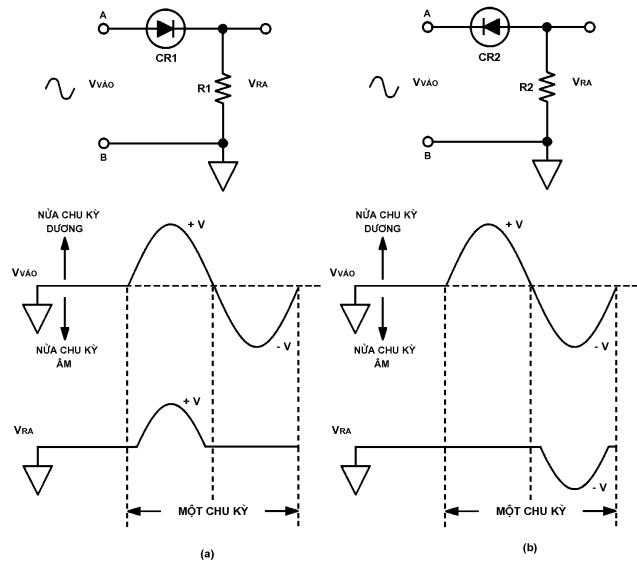 A
CR1
VVÀO
R1
VRA
B
A
CR2
VVÀO
R2
VRA
B
NỬA CHU KỲ
DƯƠNG
+ V
VVÀO
NỬA CHU KỲ
ÂM
- V
+ V
VRA
MỘT CHU KỲ
(a)
NỬA CHU KỲ
DƯƠNG
+ V
VVÀO
NỬA CHU KỲ
ÂM
- V
VRA
- V
MỘT CHU KỲ
(b)